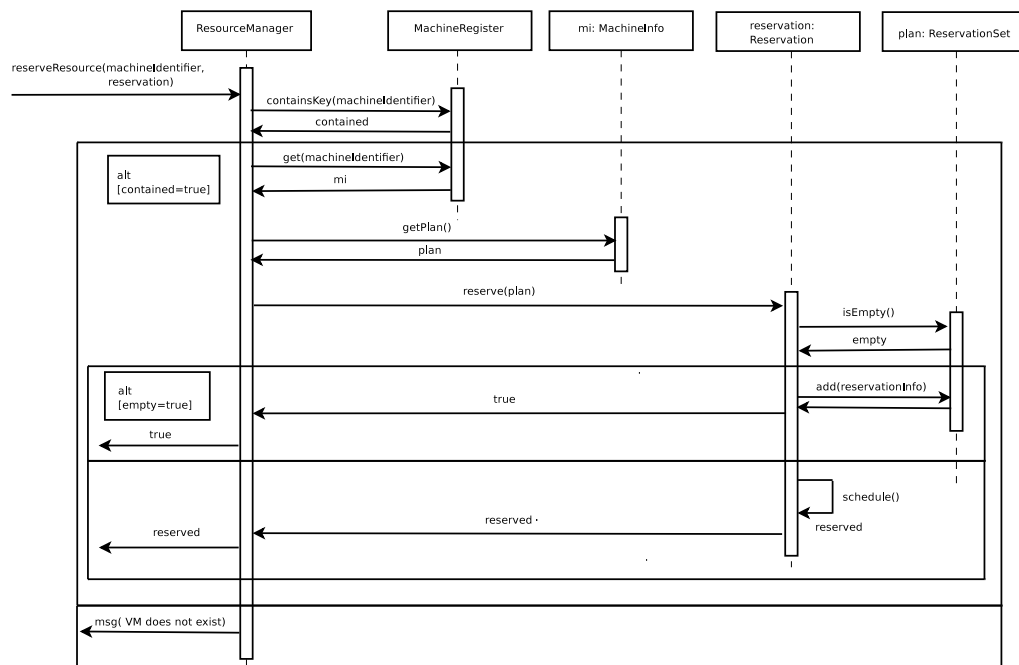 ResourceManager
MachineRegister
mi: MachineInfo
reservation:
Reservation
plan: ReservationSet
reserveResource(machineIdentifier,
reservation)
containsKey(machineIdentifier)
contained
alt
[contained=true]
get(machineIdentifier)
mi
getPlan()
plan
reserve(plan)
isEmpty()
empty
alt
[empty=true]
add(reservationInfo)
true
true
schedule()
reserved
reserved
reserved
msg( VM does not exist)